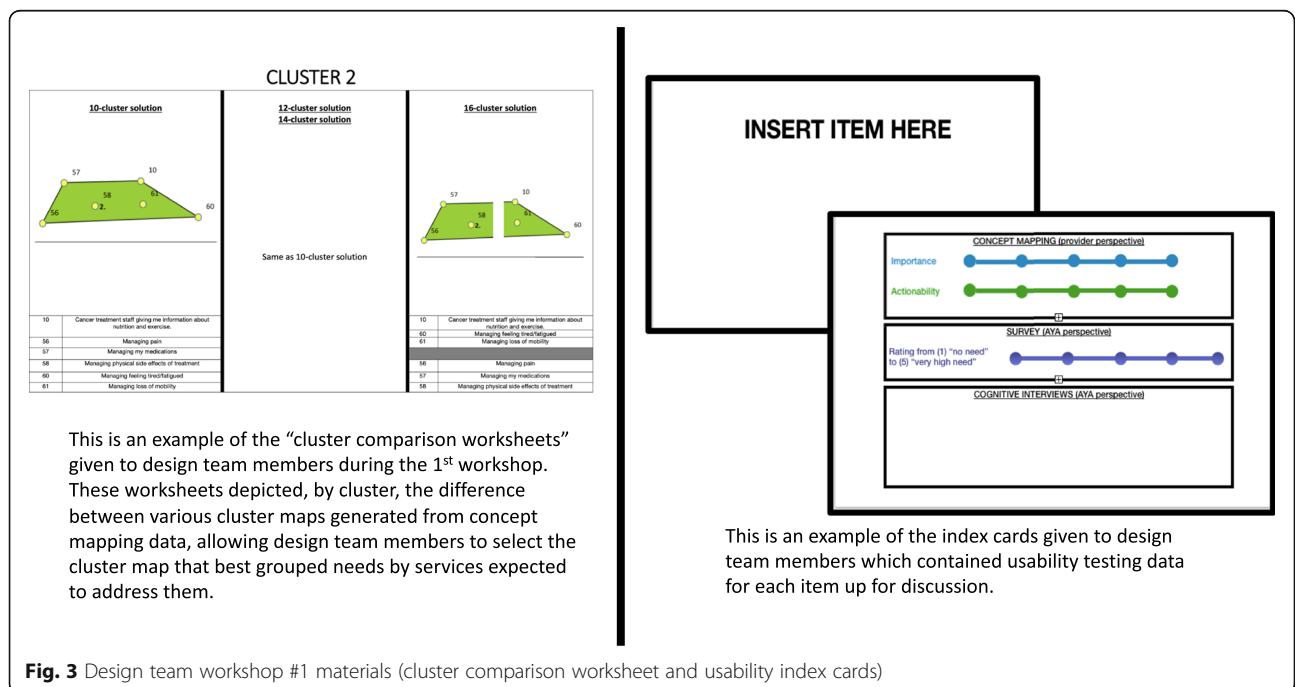 CLUSTER 2
10-cluster solution
57
10
58
61
2.
56
60
10 Cancer treatment staff giving me information about
nutrition and exercise.
56 Managing pain
57 Managing my medications
58 Managing physical side effects of treatment
60 Managing feeling tired/fatigued
61 Managing loss of mobility
12-cluster solution
14-cluster solution
Same as 10-cluster solution
16-cluster solution
57
10
58
61
2.
56
60
10 Cancer treatment staff giving me information about
nutrition and exercise.
60 Managing feeling tired/fatigued
61 Managing loss of mobility
56 Managing pain
57 Managing my medications
58 Managing physical side effects of treatment
This is an example of the “cluster comparison worksheets”
given to design team members during the 1st workshop.
These worksheets depicted, by cluster, the difference
between various cluster maps generated from concept
mapping data, allowing design team members to select the
cluster map that best grouped needs by services expected
to address them.
INSERT ITEM HERE
CONCEPT MAPPING (provider perspective)
Importance
Actionability
SURVEY (AYA perspective)
Rating from (1) “no need”
to (5) “very high need”
COGNITIVE INTERVIEWS (AYA perspective)
This is an example of the index cards given to design
team members which contained usability testing data
for each item up for discussion.
Fig. 3 Design team workshop #1 materials (cluster comparison worksheet and usability index cards)